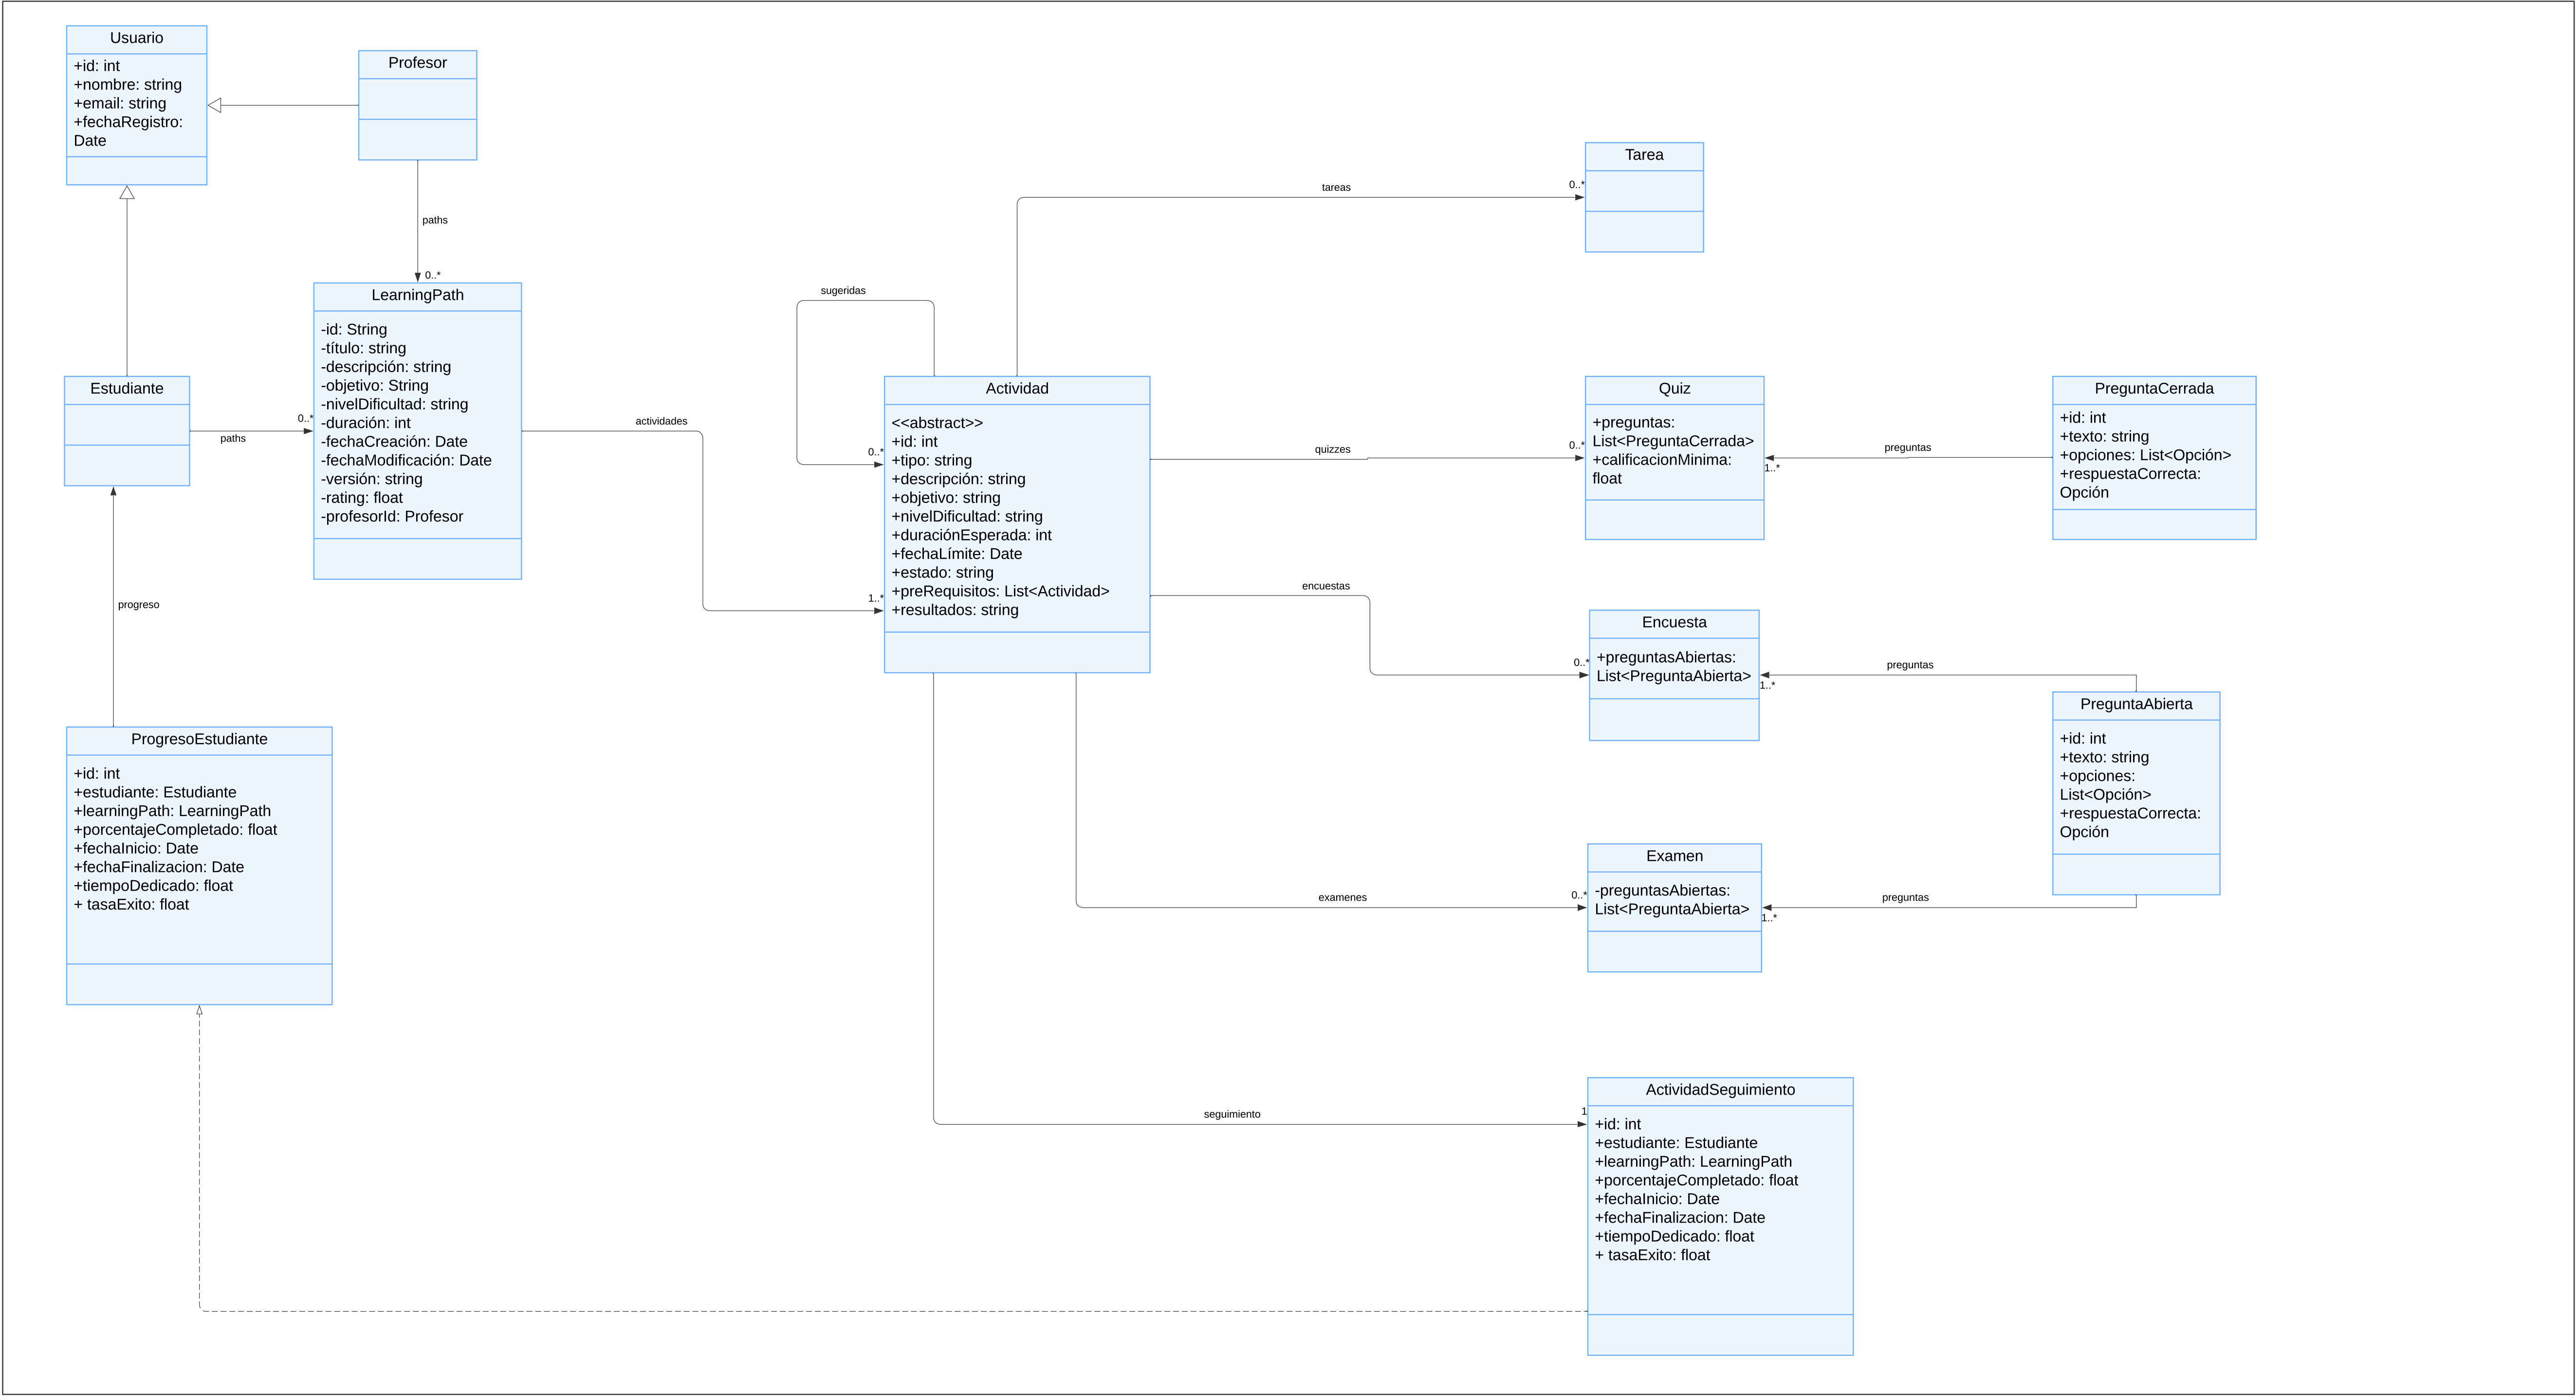 Usuario
+id: int
+nombre: string
+email: string
+fechaRegistro:
Date
Profesor
paths
0..*
LearningPath
-id: String
-título: string
-descripción: string
-objetivo: String
-nivelDificultad: string
-duración: int
-fechaCreación: Date
-fechaModificación: Date
-versión: string
-rating: float
-profesorId: Profesor
Estudiante
paths
0..*
progreso
ProgresoEstudiante
+id: int
+estudiante: Estudiante
+learningPath: LearningPath
+porcentajeCompletado: float
+fechaInicio: Date
+fechaFinalizacion: Date
+tiempoDedicado: float
+ tasaExito: float
actividades
1..*
sugeridas
0..*
Actividad
<<abstract>>
+id: int
+tipo: string
+descripción: string
+objetivo: string
+nivelDificultad: string
+duraciónEsperada: int
+fechaLímite: Date
+estado: string
+preRequisitos: List<Actividad>
+resultados: string
tareas
0..*
Tarea
quizzes
0..*
Quiz
+preguntas:
List<PreguntaCerrada>
+calificacionMinima:
float
preguntas
1..*
PreguntaCerrada
+id: int
+texto: string
+opciones: List<Opción>
+respuestaCorrecta:
Opción
encuestas
0..*
Encuesta
+preguntasAbiertas:
List<PreguntaAbierta>
preguntas
1..*
PreguntaAbierta
+id: int
+texto: string
+opciones:
List<Opción>
+respuestaCorrecta:
Opción
examenes
0..*
Examen
-preguntasAbiertas:
List<PreguntaAbierta>
preguntas
1..*
seguimiento
1
ActividadSeguimiento
+id: int
+estudiante: Estudiante
+learningPath: LearningPath
+porcentajeCompletado: float
+fechaInicio: Date
+fechaFinalizacion: Date
+tiempoDedicado: float
+ tasaExito: float